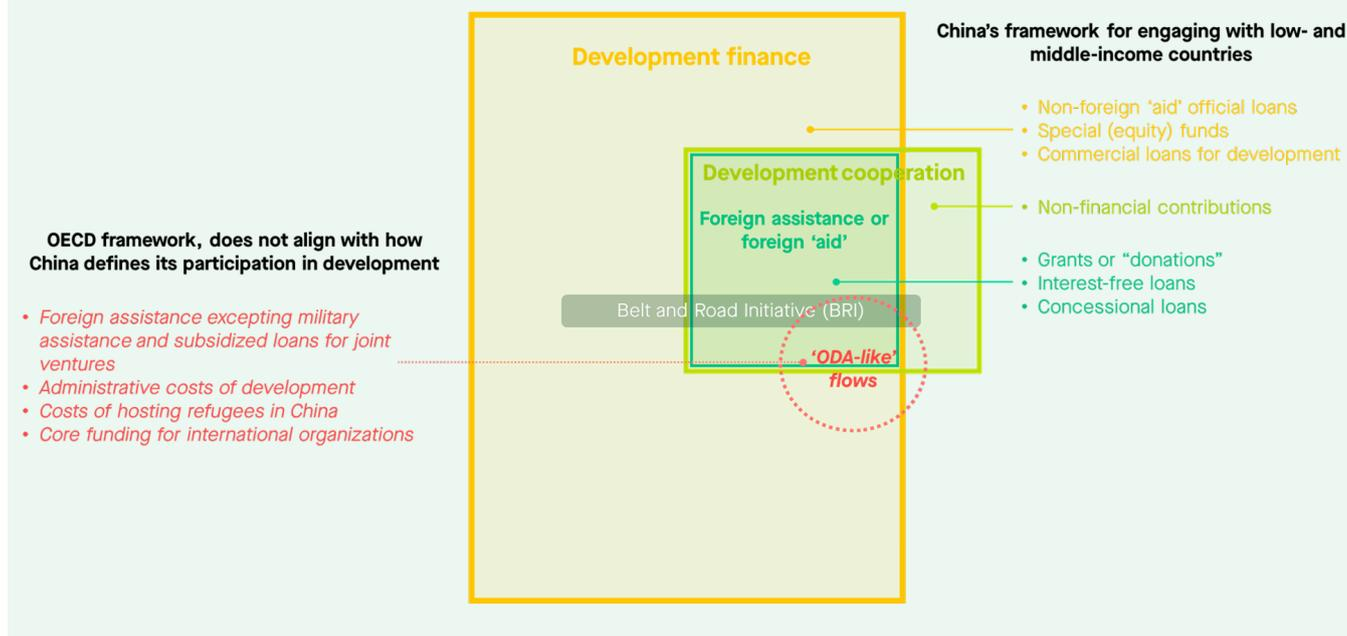 Development finance
China’s framework for engaging with low- and
middle-income countries
• Non-foreign ‘aid’ official loans
• Special (equity) funds
• Commercial loans for development
Development cooperation
• Non-financial contributions
Foreign assistance or
foreign ‘aid’
• Grants or “donations”
• Interest-free loans
• Concessional loans
Belt and Road Initiative (BRI)
‘ODA-like’
flows
OECD framework, does not align with how
China defines its participation in development
• Foreign assistance excepting military
assistance and subsidized loans for joint
ventures
• Administrative costs of development
• Costs of hosting refugees in China
• Core funding for international organizations